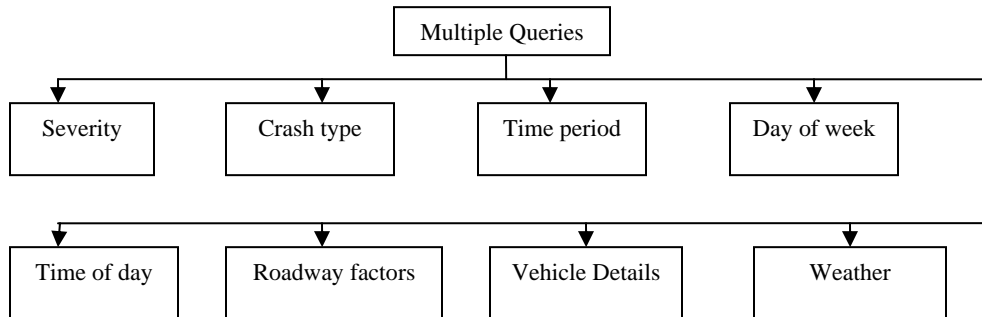 Multiple Queries
Severity
Crash type
Time period
Day of week
Time of day
Roadway factors
Vehicle Details
Weather